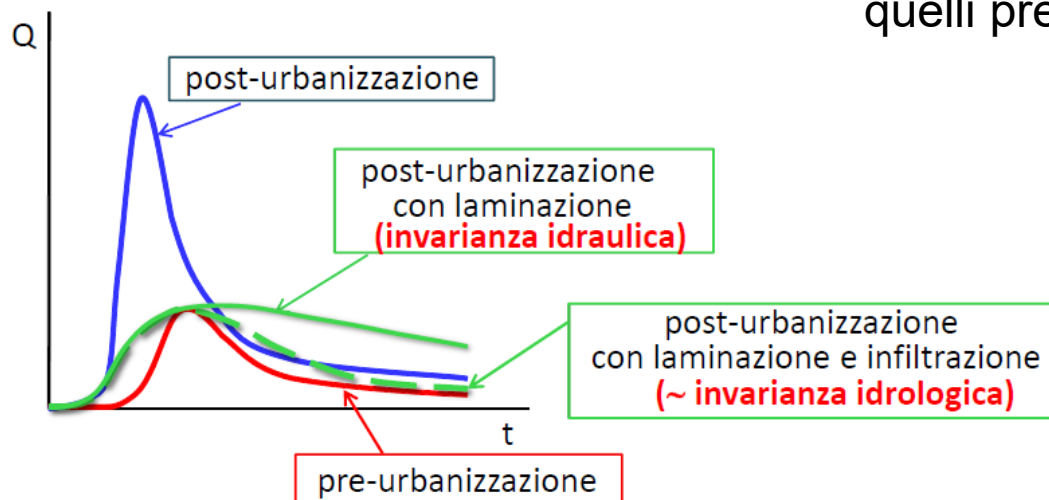 quelli pre
Q
post-urbanizzazione
post-urbanizzazione
con laminazione
(invarianza idraulica)
post-urbanizzazione
con laminazione e infiltrazione
(~ invarianza idrologica)
t
pre-urbanizzazione